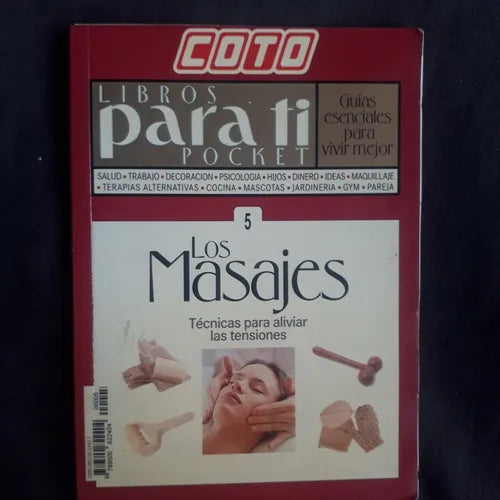 COTO
LIBROS
para ti
POCKET
Guías
esenciales
para
vivir mejor
SALUD • TRABAJO • DECORACION • PSICOLOGIA • HIJOS • DINERO • IDEAS • MAQUILLAJE
• TERAPIAS ALTERNATIVAS • COCINA • MASCOTAS • JARDINERIA • GYM • PAREJA
5
Los
Masajes
Técnicas para aliviar
las tensiones
00005